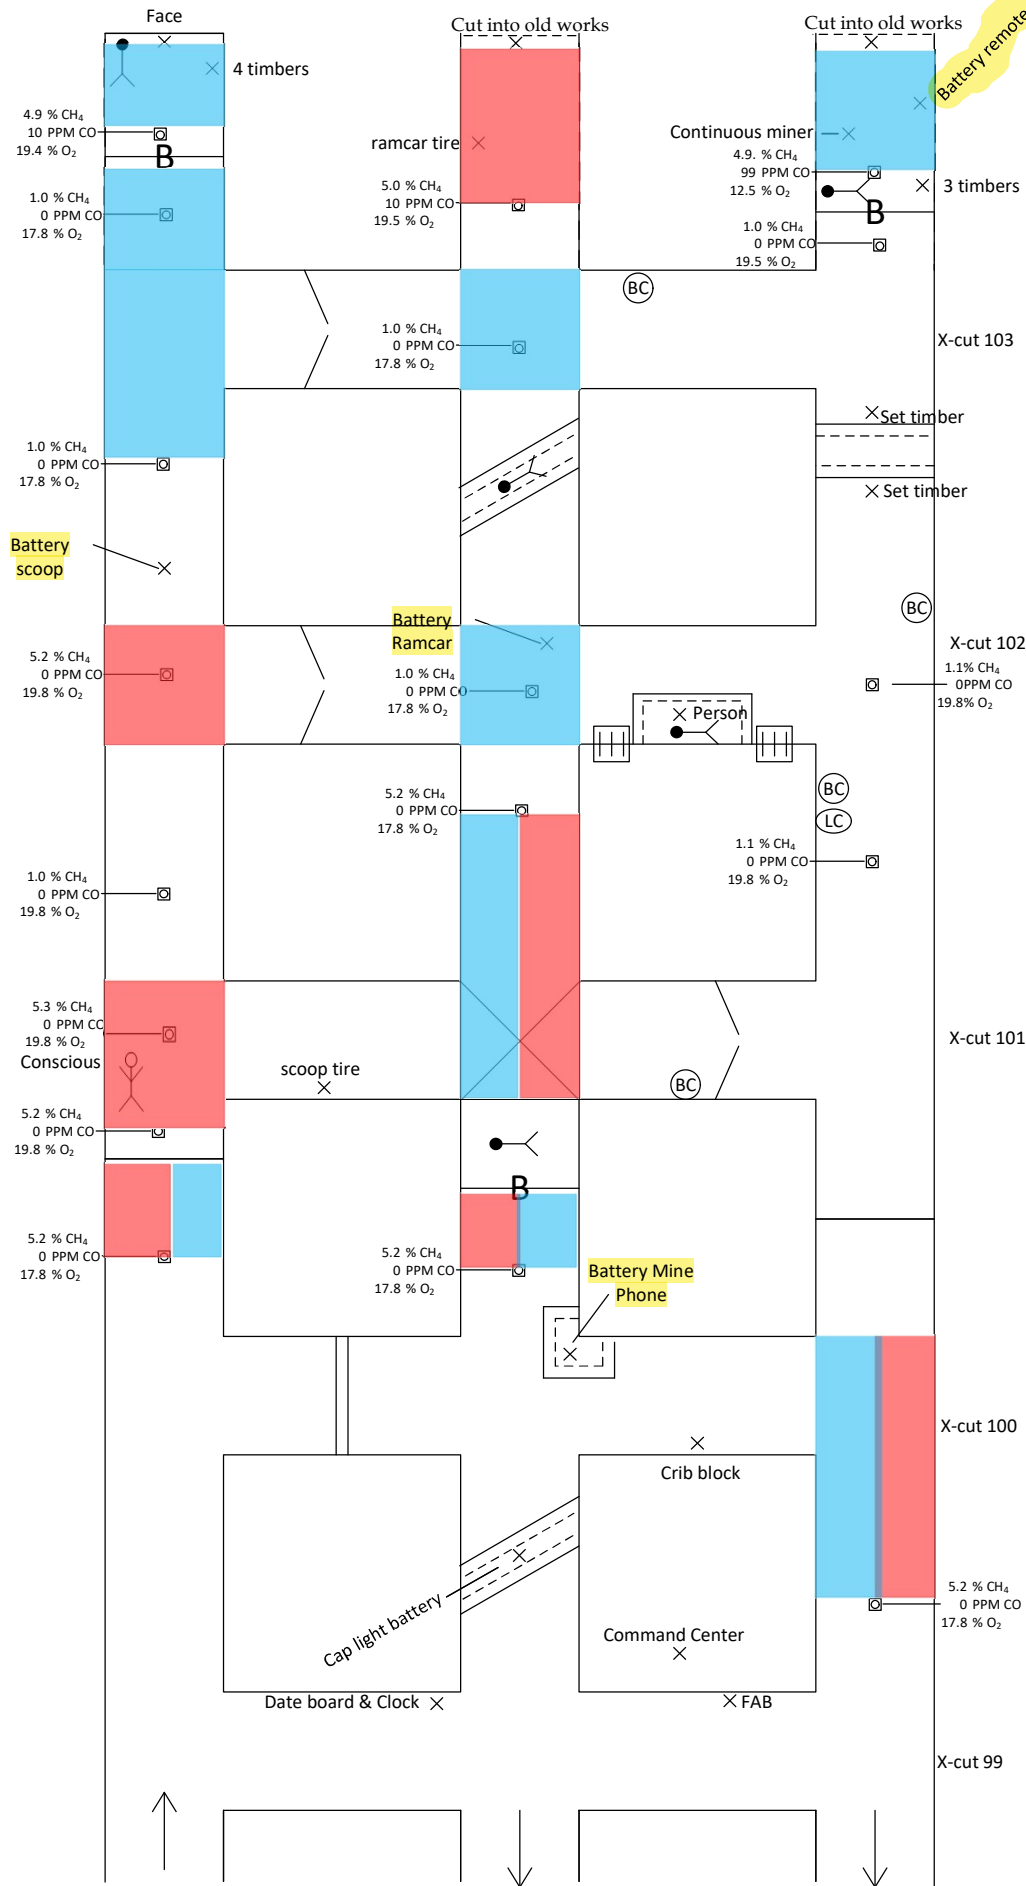 Face
Cut into old works
Cut into old works
Battery remote
4 timbers
4.9 % CH₄
10 PPM CO
19.4 % O₂
B
ramcar tire
5.0 % CH₄
10 PPM CO
19.5 % O₂
Continuous miner
4.9. % CH₄
99 PPM CO
12.5 % O₂
3 timbers
B
1.0 % CH₄
0 PPM CO
17.8 % O₂
1.0 % CH₄
0 PPM CO
19.5 % O₂
BC
1.0 % CH₄
0 PPM CO
17.8 % O₂
X-cut 103
Set timber
1.0 % CH₄
0 PPM CO
17.8 % O₂
Set timber
Battery
scoop
BC
Battery
Ramcar
X-cut 102
5.2 % CH₄
0 PPM CO
19.8 % O₂
1.0 % CH₄
0 PPM CO
17.8 % O₂
1.1% CH₄
0PPM CO
19.8% O₂
Person
5.2 % CH₄
0 PPM CO
17.8 % O₂
BC
LC
1.1 % CH₄
0 PPM CO
19.8 % O₂
1.0 % CH₄
0 PPM CO
19.8 % O₂
5.3 % CH₄
0 PPM CO
19.8 % O₂
Conscious
X-cut 101
scoop tire
BC
5.2 % CH₄
0 PPM CO
19.8 % O₂
B
5.2 % CH₄
0 PPM CO
17.8 % O₂
5.2 % CH₄
0 PPM CO
17.8 % O₂
Battery Mine
Phone
X-cut 100
Crib block
Cap light battery
5.2 % CH₄
0 PPM CO
17.8 % O₂
Command Center
Date board & Clock
FAB
X-cut 99